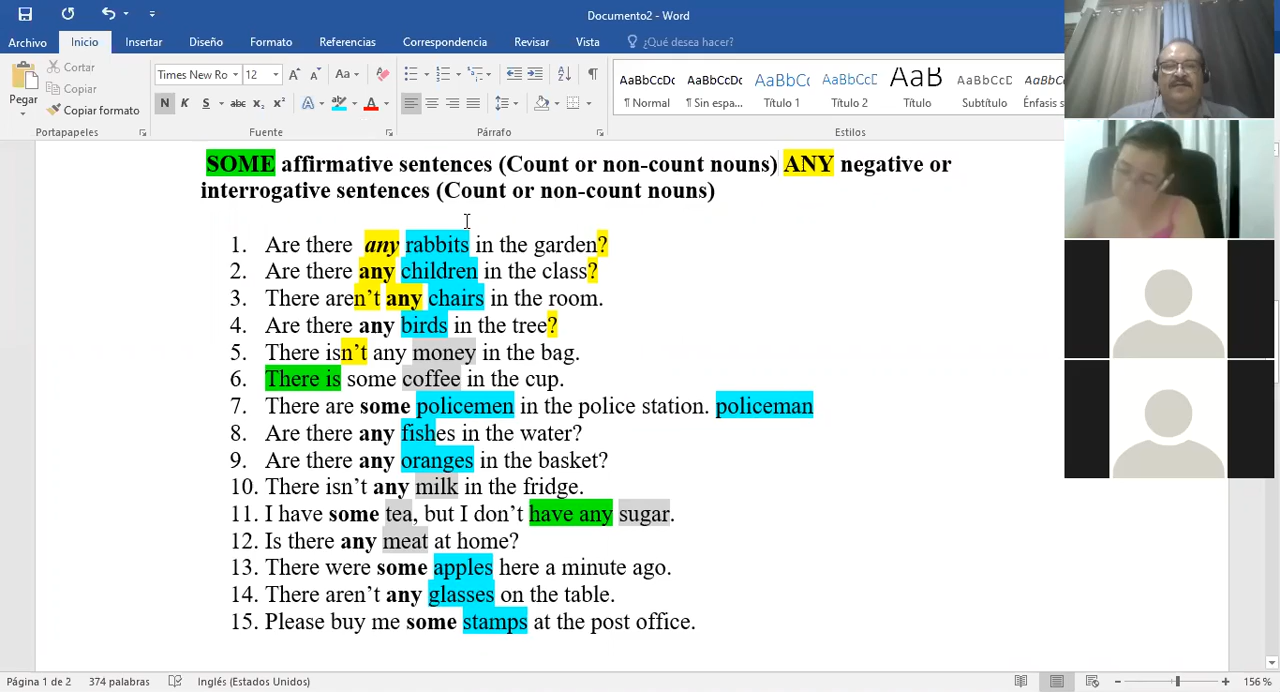 Documento2 - Word
Archivo Inicio Insertar Diseño Formato Referencias Correspondencia Revisar Vista ¿Qué desea hacer?
Pegar Cortar Copiar Copiar formato
Times New Ro 12 Aa
N K S abc x₂ x² A A
AaBbCcDc AaBbCcDc AaBbCcC AaBbCcD AaB AaBbCcD AaBbCcD
¶ Normal ¶ Sin espa... Título 1 Título 2 Título Subtítulo Énfasis s
Portapapeles Fuente Párrafo Estilos
SOME affirmative sentences (Count or non-count nouns) ANY negative or
interrogative sentences (Count or non-count nouns)
1. Are there any rabbits in the garden?
2. Are there any children in the class?
3. There aren’t any chairs in the room.
4. Are there any birds in the tree?
5. There isn’t any money in the bag.
6. There is some coffee in the cup.
7. There are some policemen in the police station. policeman
8. Are there any fishes in the water?
9. Are there any oranges in the basket?
10. There isn’t any milk in the fridge.
11. I have some tea, but I don’t have any sugar.
12. Is there any meat at home?
13. There were some apples here a minute ago.
14. There aren’t any glasses on the table.
15. Please buy me some stamps at the post office.
Página 1 de 2 374 palabras Inglés (Estados Unidos) 156 %